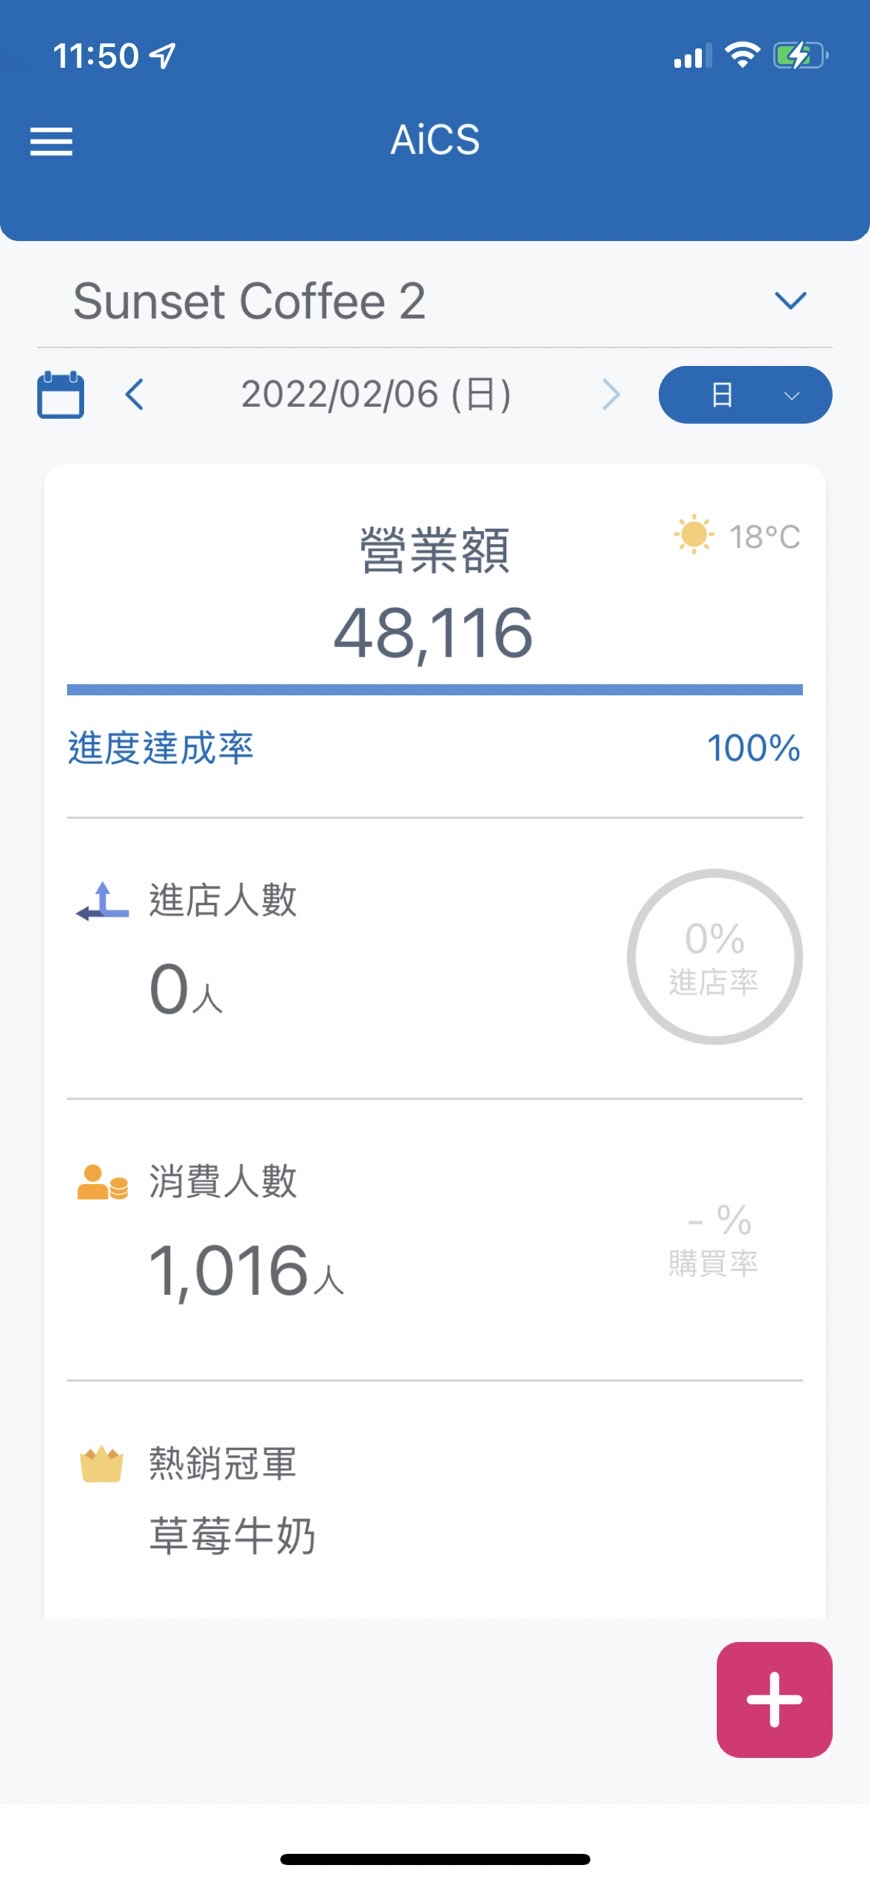 11:50
AiCS
Sunset Coffee 2
2022/02/06 (日)
日
營業額
18°C
48,116
進度達成率
100%
進店人數
0人
0%
進店率
消費人數
1,016人
- %
購買率
熱銷冠軍
草莓牛奶